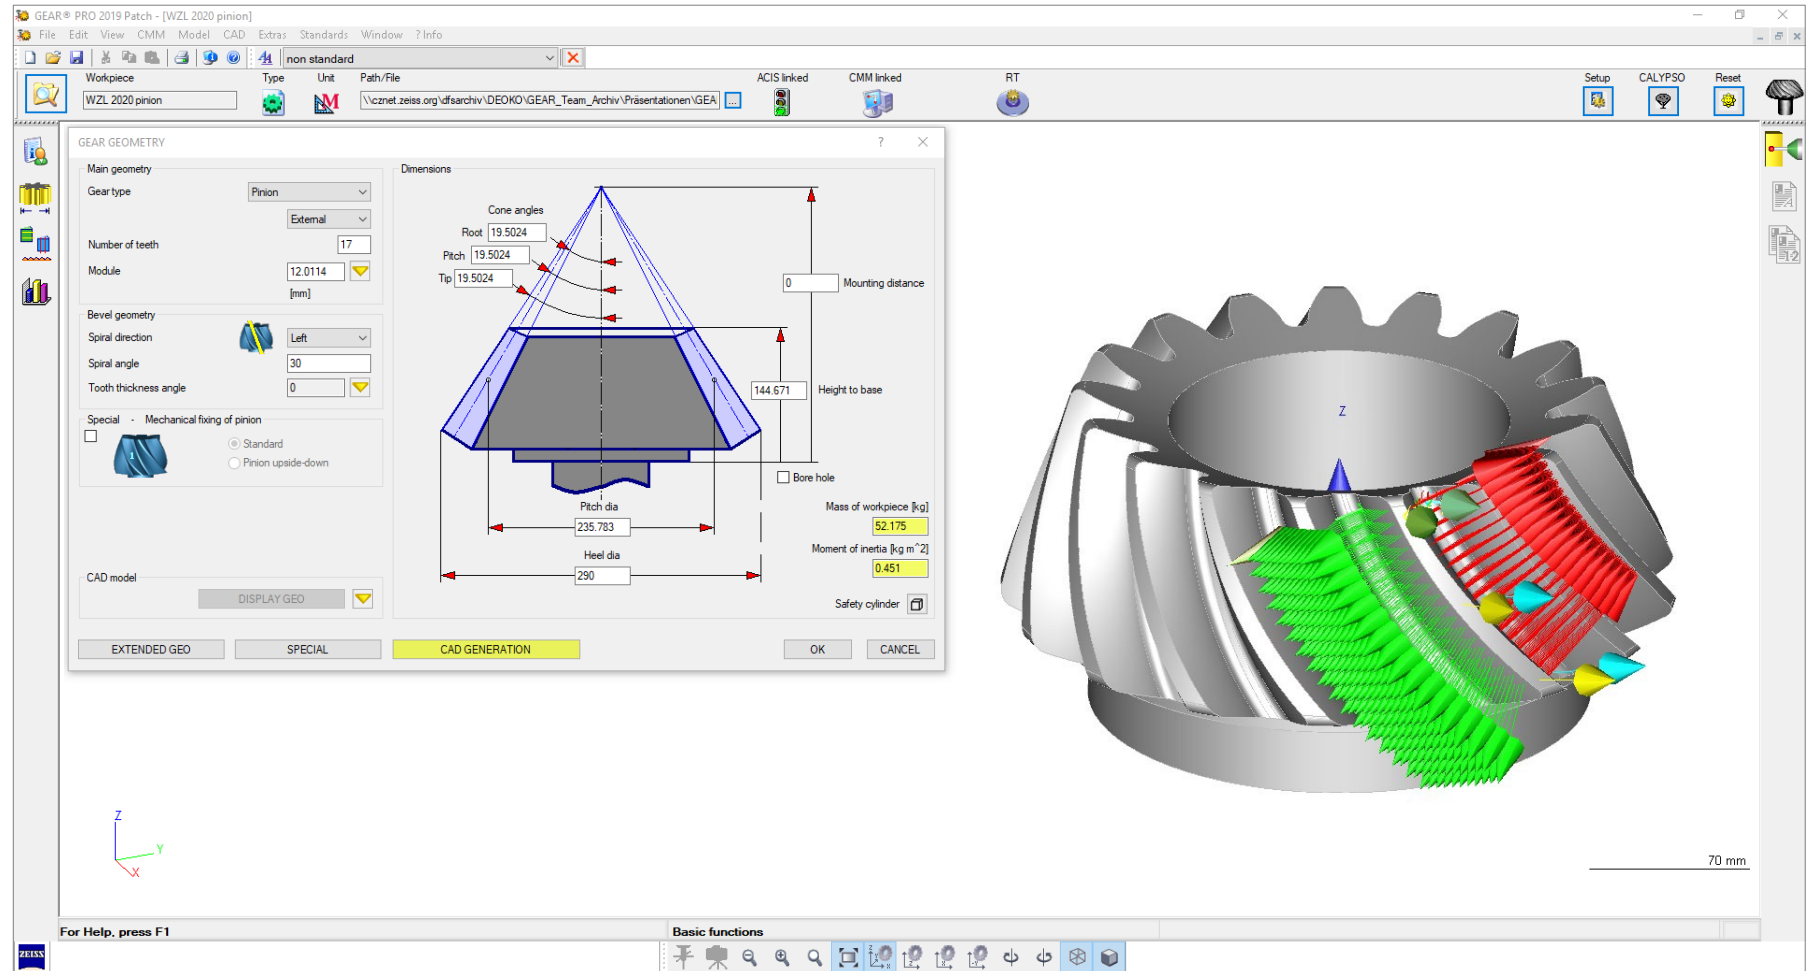 GEAR® PRO 2019 Patch - [WZL 2020 pinion]
File Edit View CMM Model CAD Extras Standards Window ? Info
non standard
Workpiece Type Unit Path/File ACIS linked CMM linked RT Setup CALYPSO Reset
WZL 2020 pinion \\cznet.zeiss.org\dfsarchiv\DEOKO\GEAR_Team_Archiv\Präsentationen\GEA ...
GEAR GEOMETRY
Main geometry
Gear type Pinion
External
Number of teeth 17
Module 12.0114
[mm]
Bevel geometry
Spiral direction Left
Spiral angle 30
Tooth thickness angle 0
Special - Mechanical fixing of pinion
1
Standard
Pinion upside-down
CAD model
DISPLAY GEO
Dimensions
Cone angles
Root 19.5024
Pitch 19.5024
Tip 19.5024
0 Mounting distance
144.671 Height to base
Bore hole
Pitch dia
235.783
Heel dia
290
Mass of workpiece [kg]
52.175
Moment of inertia [kg m^2]
0.451
Safety cylinder
EXTENDED GEO SPECIAL CAD GENERATION OK CANCEL
Z
Z
Y
X
70 mm
For Help, press F1 Basic functions
ZEISS